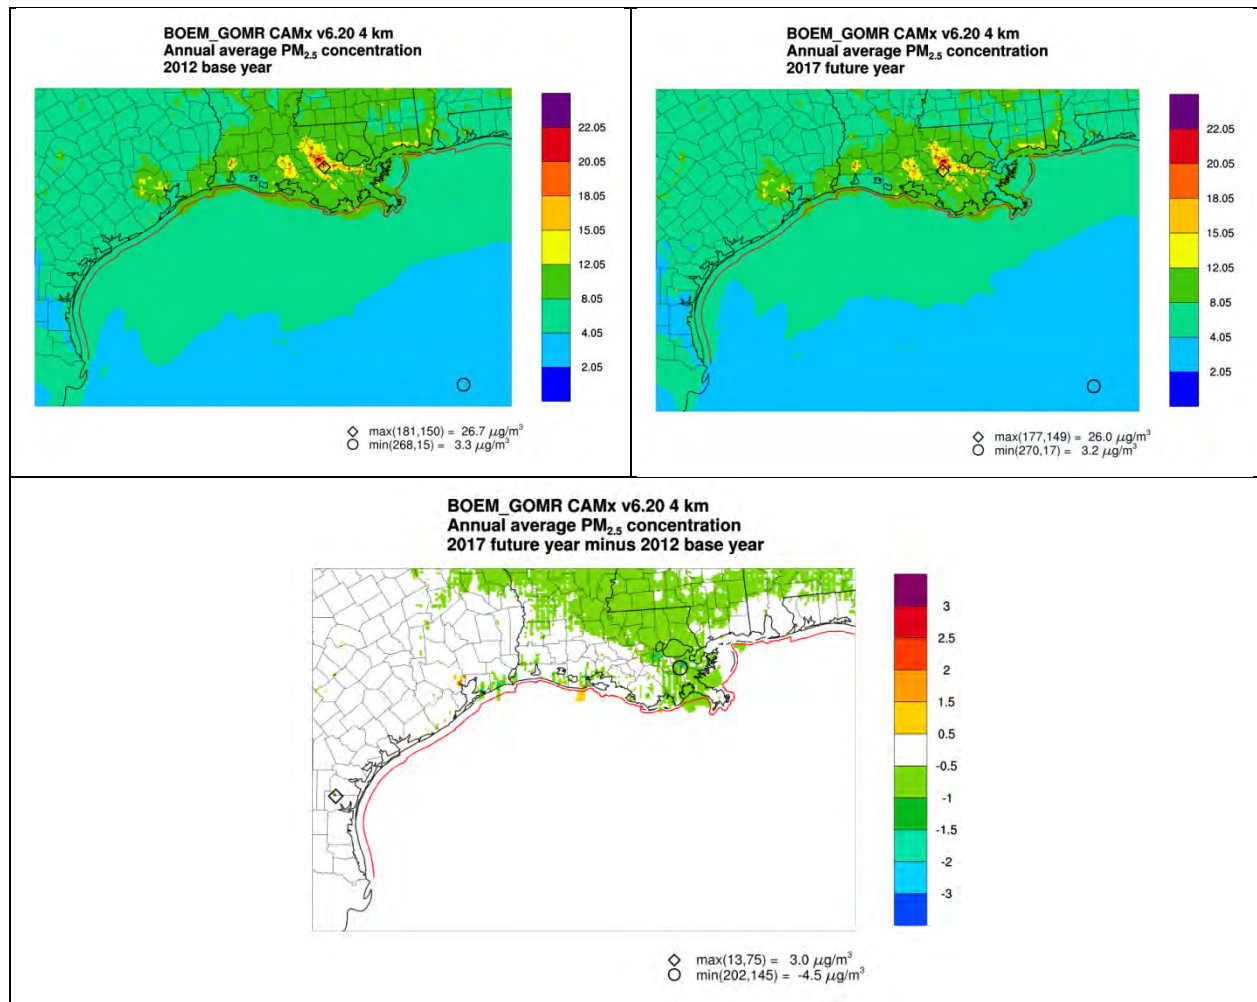 BOEM_GOMR CAMx v6.20 4 km
Annual average PM2.5 concentration
2012 base year
22.05
20.05
18.05
15.05
12.05
8.05
4.05
2.05
max(181,150) = 26.7 μg/m3
min(268,15) = 3.3 μg/m3
BOEM_GOMR CAMx v6.20 4 km
Annual average PM2.5 concentration
2017 future year
22.05
20.05
18.05
15.05
12.05
8.05
4.05
2.05
max(177,149) = 26.0 μg/m3
min(270,17) = 3.2 μg/m3
BOEM_GOMR CAMx v6.20 4 km
Annual average PM2.5 concentration
2017 future year minus 2012 base year
3
2.5
2
1.5
0.5
-0.5
-1
-1.5
-2
-3
max(13,75) = 3.0 μg/m3
min(202,145) = -4.5 μg/m3